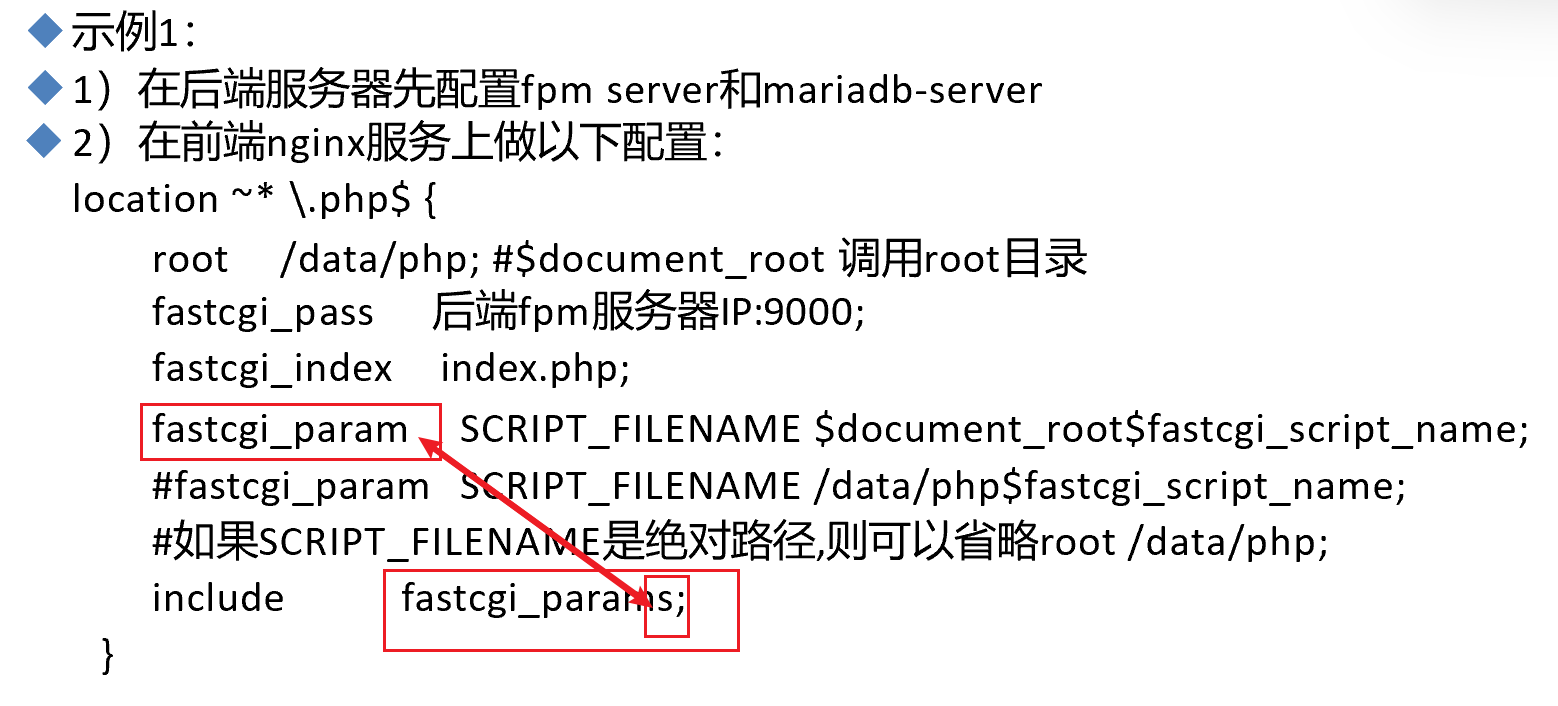 示例1：
1）在后端服务器先配置fpm server和mariadb-server
2）在前端nginx服务上做以下配置：
location ~* \.php$ {
root /data/php; #$document_root 调用root目录
fastcgi_pass 后端fpm服务器IP:9000;
fastcgi_index index.php;
fastcgi_param SCRIPT_FILENAME $document_root$fastcgi_script_name;
#fastcgi_param SCRIPT_FILENAME /data/php$fastcgi_script_name;
#如果SCRIPT_FILENAME是绝对路径,则可以省略root /data/php;
include fastcgi_params;
}